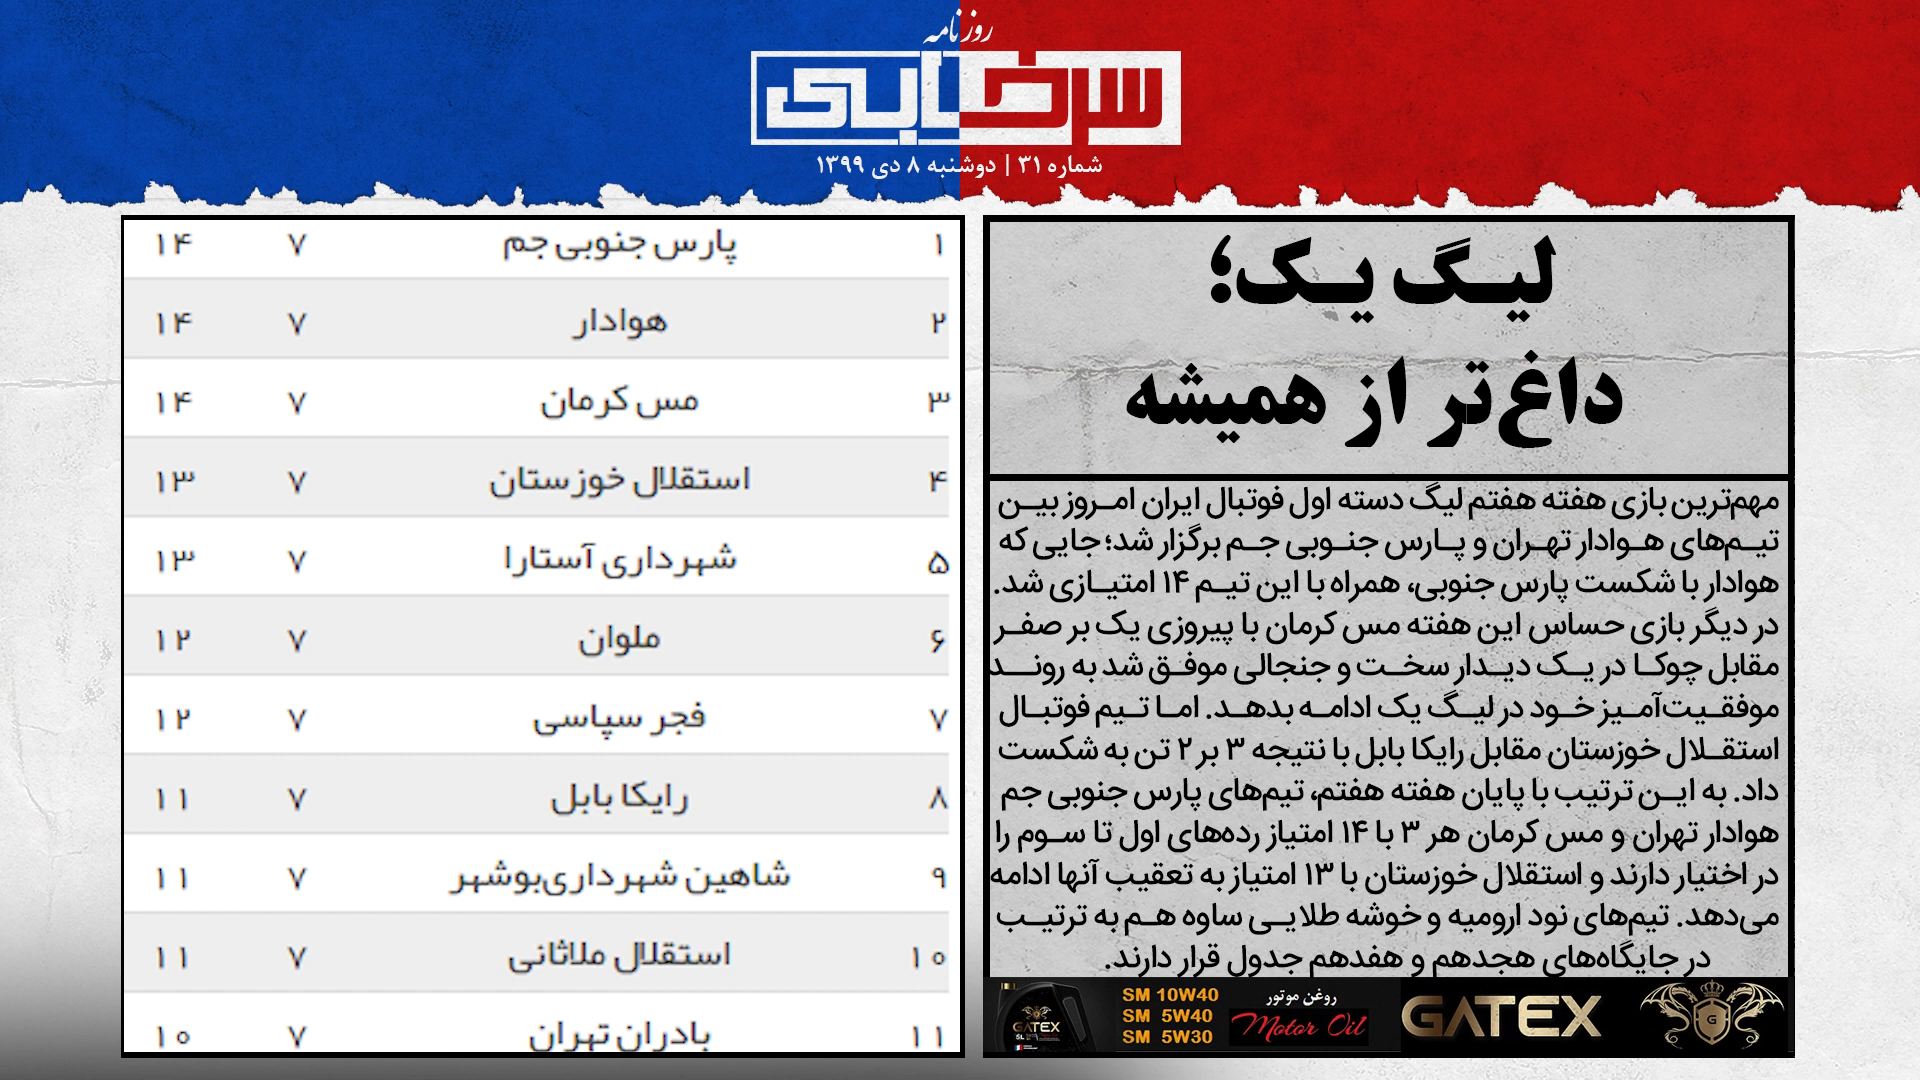 روزنامه
سرخابی
شماره ۳۱ | دوشنبه ۸ دی ۱۳۹۹
لیگ یک؛
داغ‌تر از همیشه
مهم‌ترین بازی هفته هفتم لیگ دسته اول فوتبال ایران امروز بین
تیم‌های هوادار تهران و پارس جنوبی جم برگزار شد؛ جایی که
هوادار با شکست پارس جنوبی، همراه با این تیم ۱۴ امتیازی شد.
در دیگر بازی حساس این هفته مس کرمان با پیروزی یک بر صفر
مقابل چوکا در یک دیدار سخت و جنجالی موفق شد به روند
موفقیت‌آمیز خود در لیگ یک ادامه بدهد. اما تیم فوتبال
استقلال خوزستان مقابل رایکا بابل با نتیجه ۳ بر ۲ تن به شکست
داد. به این ترتیب با پایان هفته هفتم، تیم‌های پارس جنوبی جم
هوادار تهران و مس کرمان هر ۳ با ۱۴ امتیاز رده‌های اول تا سوم را
در اختیار دارند و استقلال خوزستان با ۱۳ امتیاز به تعقیب آنها ادامه
می‌دهد. تیم‌های نود ارومیه و خوشه طلایی ساوه هم به ترتیب
در جایگاه‌های هجدهم و هفدهم جدول قرار دارند.
۱ پارس جنوبی جم ۷ ۱۴
۲ هوادار ۷ ۱۴
۳ مس کرمان ۷ ۱۴
۴ استقلال خوزستان ۷ ۱۳
۵ شهرداری آستارا ۷ ۱۳
۶ ملوان ۷ ۱۲
۷ فجر سپاسی ۷ ۱۲
۸ رایکا بابل ۷ ۱۱
۹ شاهین شهرداری‌بوشهر ۷ ۱۱
۱۰ استقلال ملاثانی ۷ ۱۱
۱۱ بادران تهران ۷ ۱۰
GATEX
روغن موتور
Motor Oil
SM 10W40
SM 5W40
SM 5W30
GATEX
G